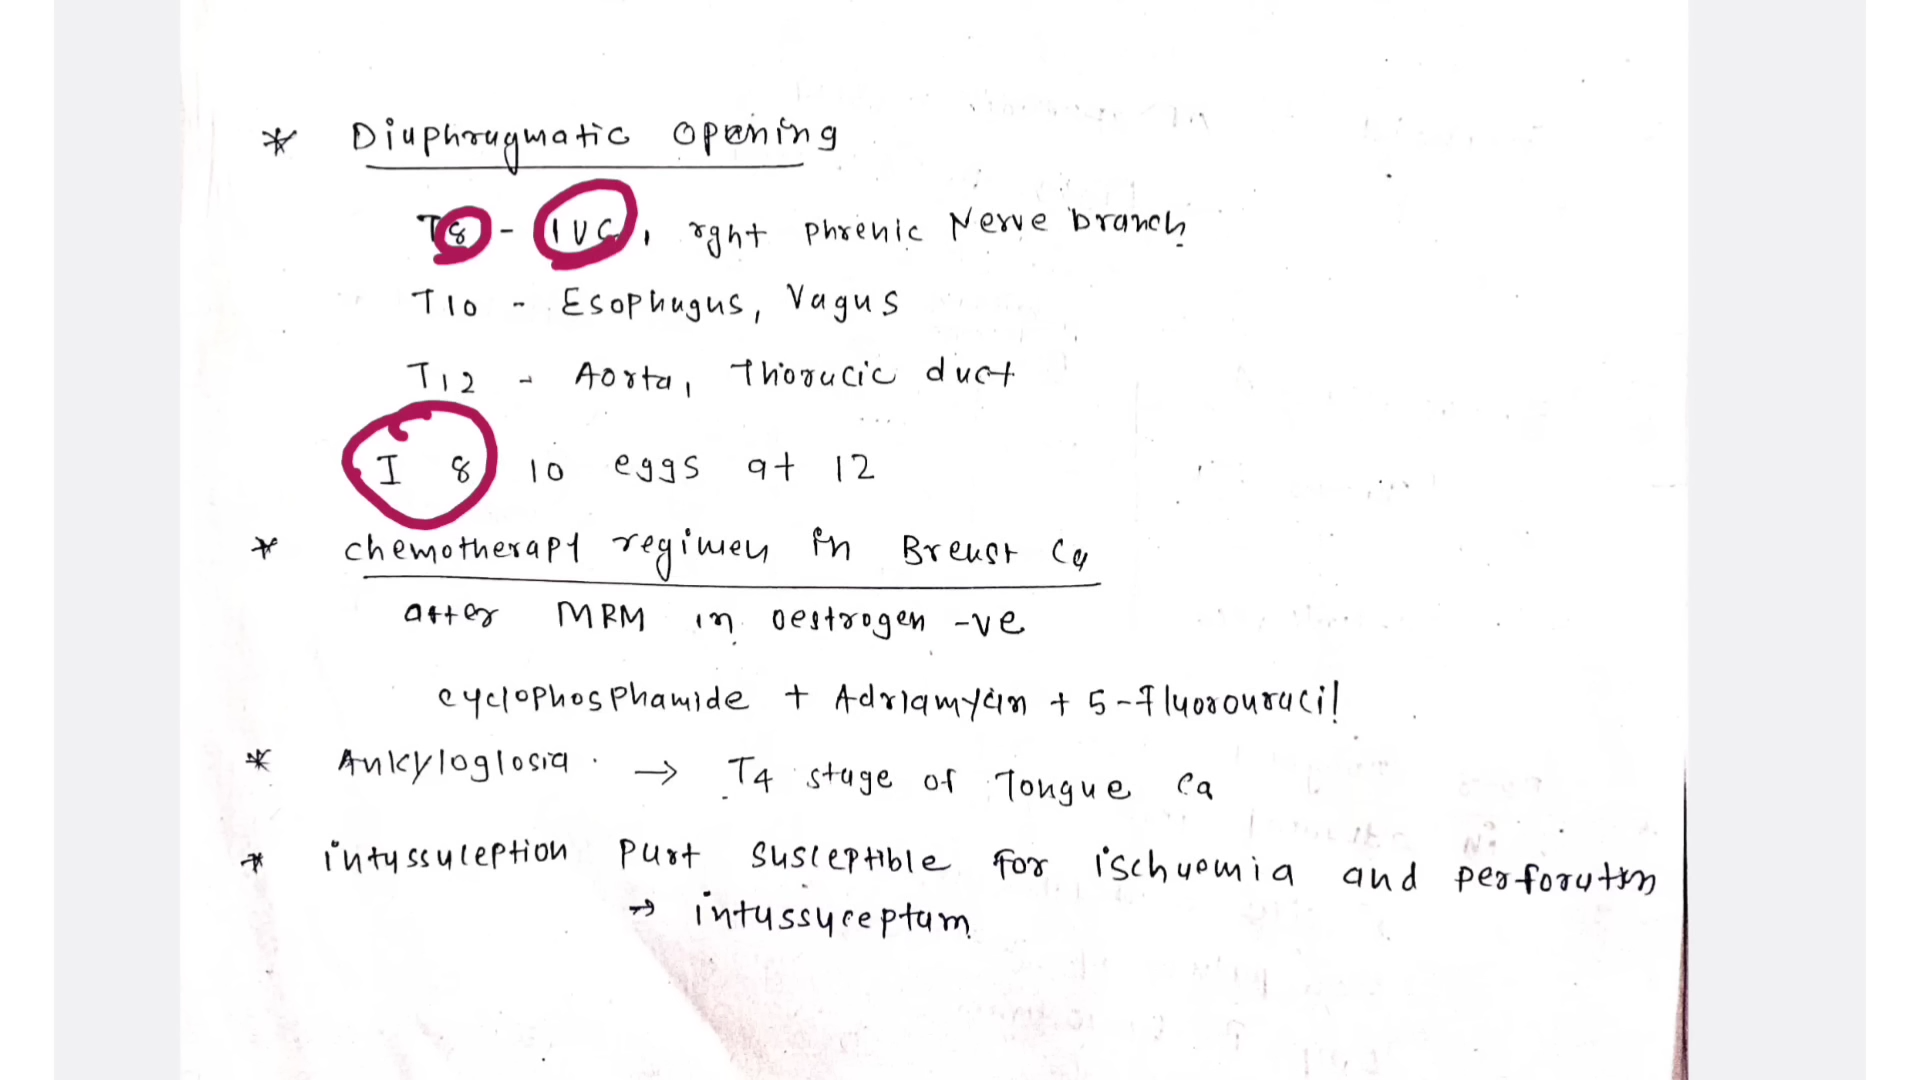 * Diaphragmatic opening
T8 - IVC, rght phrenic Nerve branch
T10 - Esophagus, Vagus
T12 - Aorta, Thoracic duct
I 8 10 eggs at 12
* chemotherapy regimen in Breast Ca
after MRM in oestrogen -ve
cyclophosphamide + Adriamycin + 5-Fluorouracil
* Ankyloglosia → T4 stage of Tongue Ca
* intussuception Part susceptible for ischaemia and perforation
→ intussuceptum